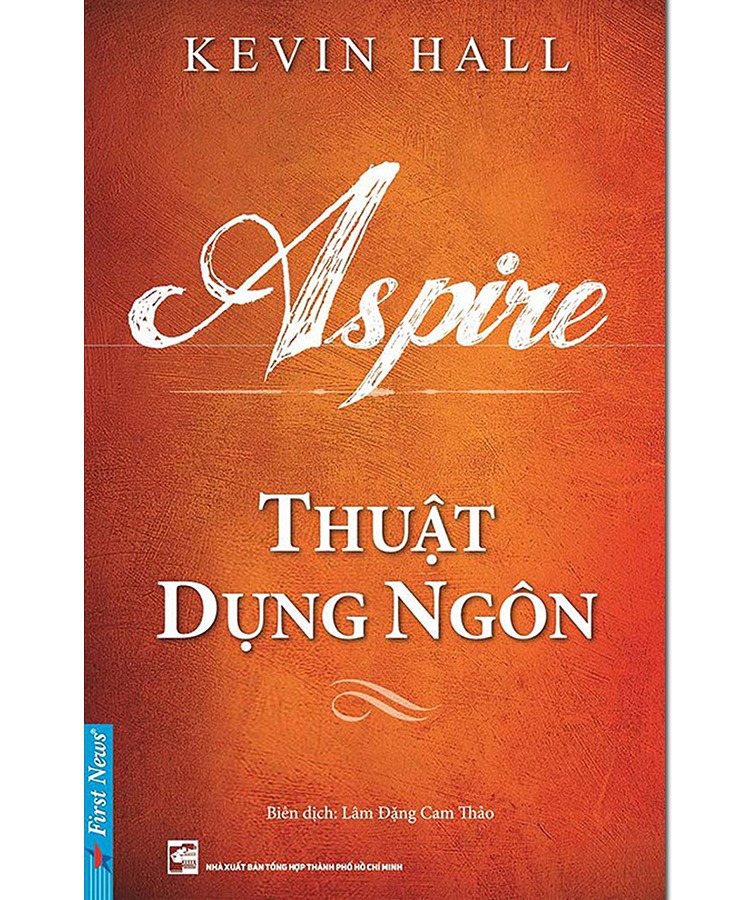 KEVIN HALL
Aspire
THUẬT
DỤNG NGÔN
First News®
Biên dịch: Lâm Đặng Cam Thảo
NHÀ XUẤT BẢN TỔNG HỢP THÀNH PHỐ HỒ CHÍ MINH